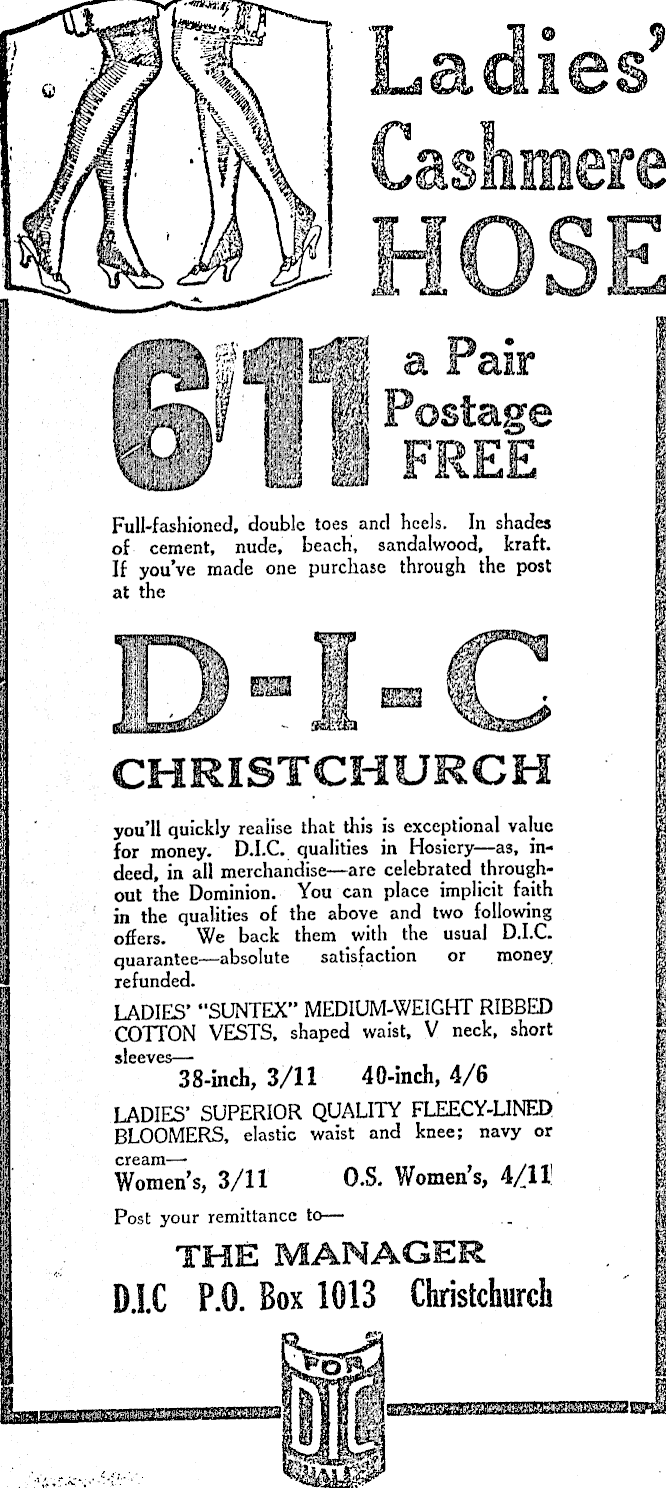 Ladies'
Cashmere
HOSE
6/11
a Pair
Postage
FREE
Full-fashioned, double toes and heels. In shades
of cement, nude, beach, sandalwood, kraft.
If you've made one purchase through the post
at the
D-I-C
CHRISTCHURCH
you'll quickly realise that this is exceptional value
for money. D.I.C. qualities in Hosiery—as, in-
deed, in all merchandise—are celebrated through-
out the Dominion. You can place implicit faith
in the qualities of the above and two following
offers. We back them with the usual D.I.C.
guarantee—absolute satisfaction or money
refunded.
LADIES' "SUNTEX" MEDIUM-WEIGHT RIBBED
COTTON VESTS, shaped waist, V neck, short
sleeves—
38-inch, 3/11 40-inch, 4/6
LADIES' SUPERIOR QUALITY FLEECY-LINED
BLOOMERS, elastic waist and knee; navy or
cream—
Women's, 3/11 O.S. Women's, 4/11
Post your remittance to—
THE MANAGER
D.I.C P.O. Box 1013 Christchurch
FOR
DIC